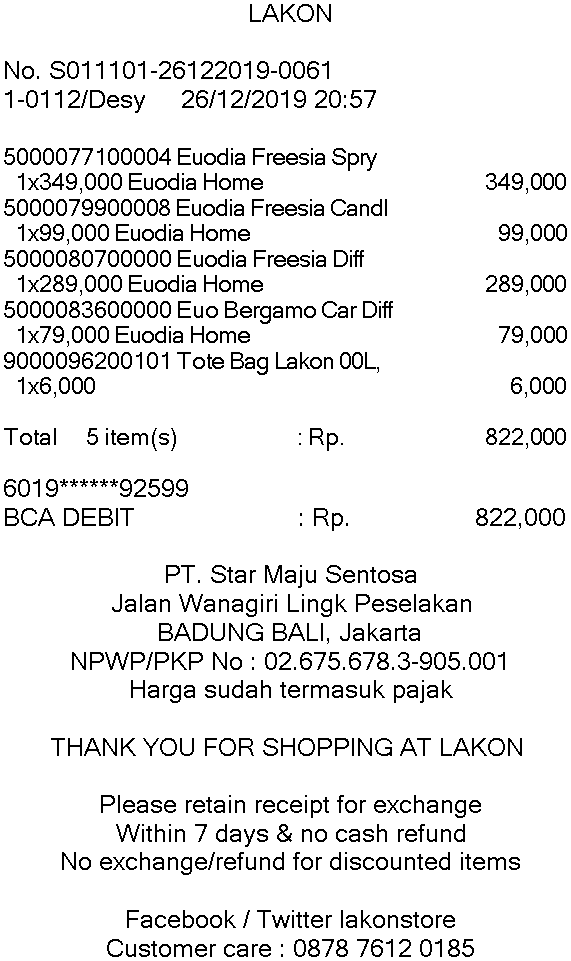 LAKON
No. S011101-26122019-0061
1-0112/Desy 26/12/2019 20:57
5000077100004 Euodia Freesia Spry
1x349,000 Euodia Home 349,000
5000079900008 Euodia Freesia Candl
1x99,000 Euodia Home 99,000
5000080700000 Euodia Freesia Diff
1x289,000 Euodia Home 289,000
5000083600000 Euo Bergamo Car Diff
1x79,000 Euodia Home 79,000
9000096200101 Tote Bag Lakon 00L,
1x6,000 6,000
Total 5 item(s) : Rp. 822,000
6019******92599
BCA DEBIT : Rp. 822,000
PT. Star Maju Sentosa
Jalan Wanagiri Lingk Peselakan
BADUNG BALI, Jakarta
NPWP/PKP No : 02.675.678.3-905.001
Harga sudah termasuk pajak
THANK YOU FOR SHOPPING AT LAKON
Please retain receipt for exchange
Within 7 days & no cash refund
No exchange/refund for discounted items
Facebook / Twitter lakonstore
Customer care : 0878 7612 0185